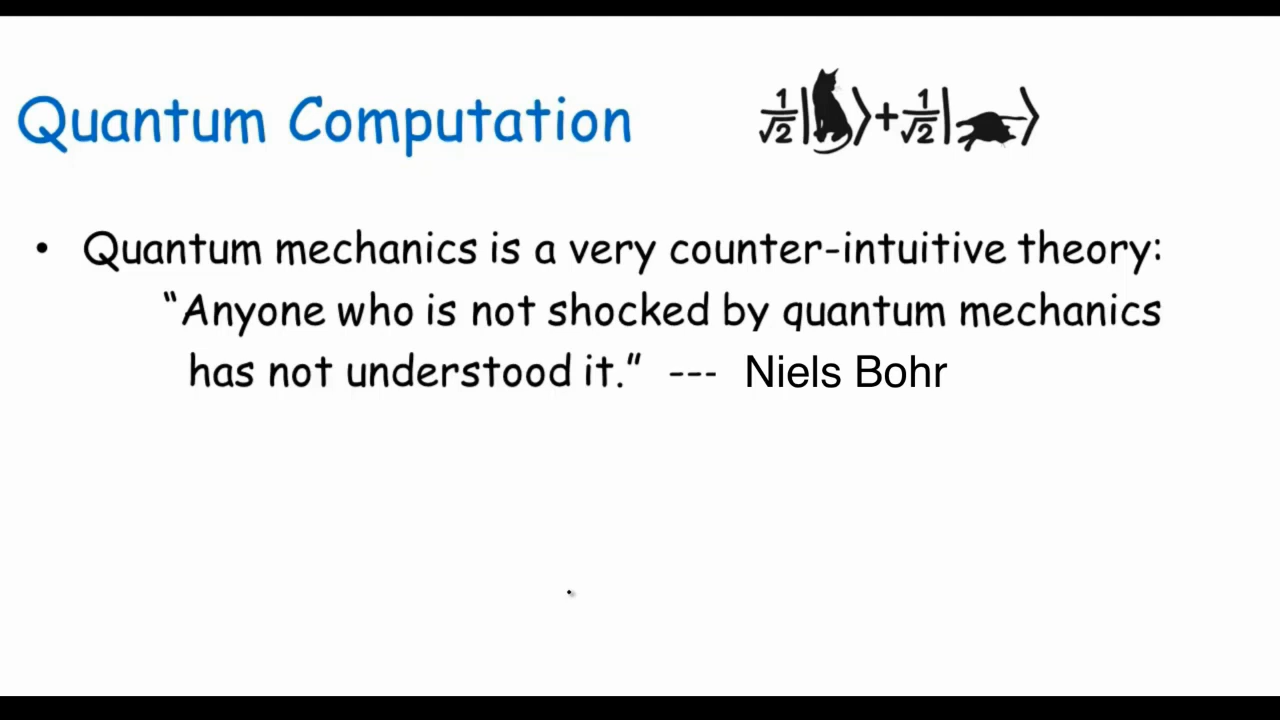 Quantum Computation
1/√2|⟩+1/√2|⟩
• Quantum mechanics is a very counter-intuitive theory:
“Anyone who is not shocked by quantum mechanics
has not understood it.” --- Niels Bohr